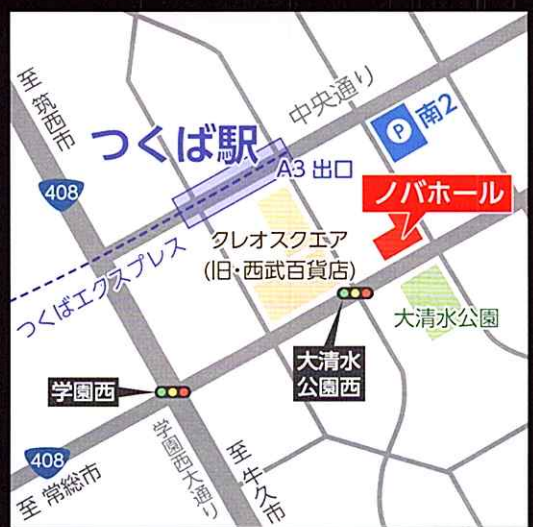 至 筑西市
408
つくば駅
中央通り
A3 出口
P
南2
ノバホール
クレオスクエア
(旧・西武百貨店)
つくばエクスプレス
大清水公園
大清水
公園西
学園西
408
至 常総市
学園西大通り
至 牛久市